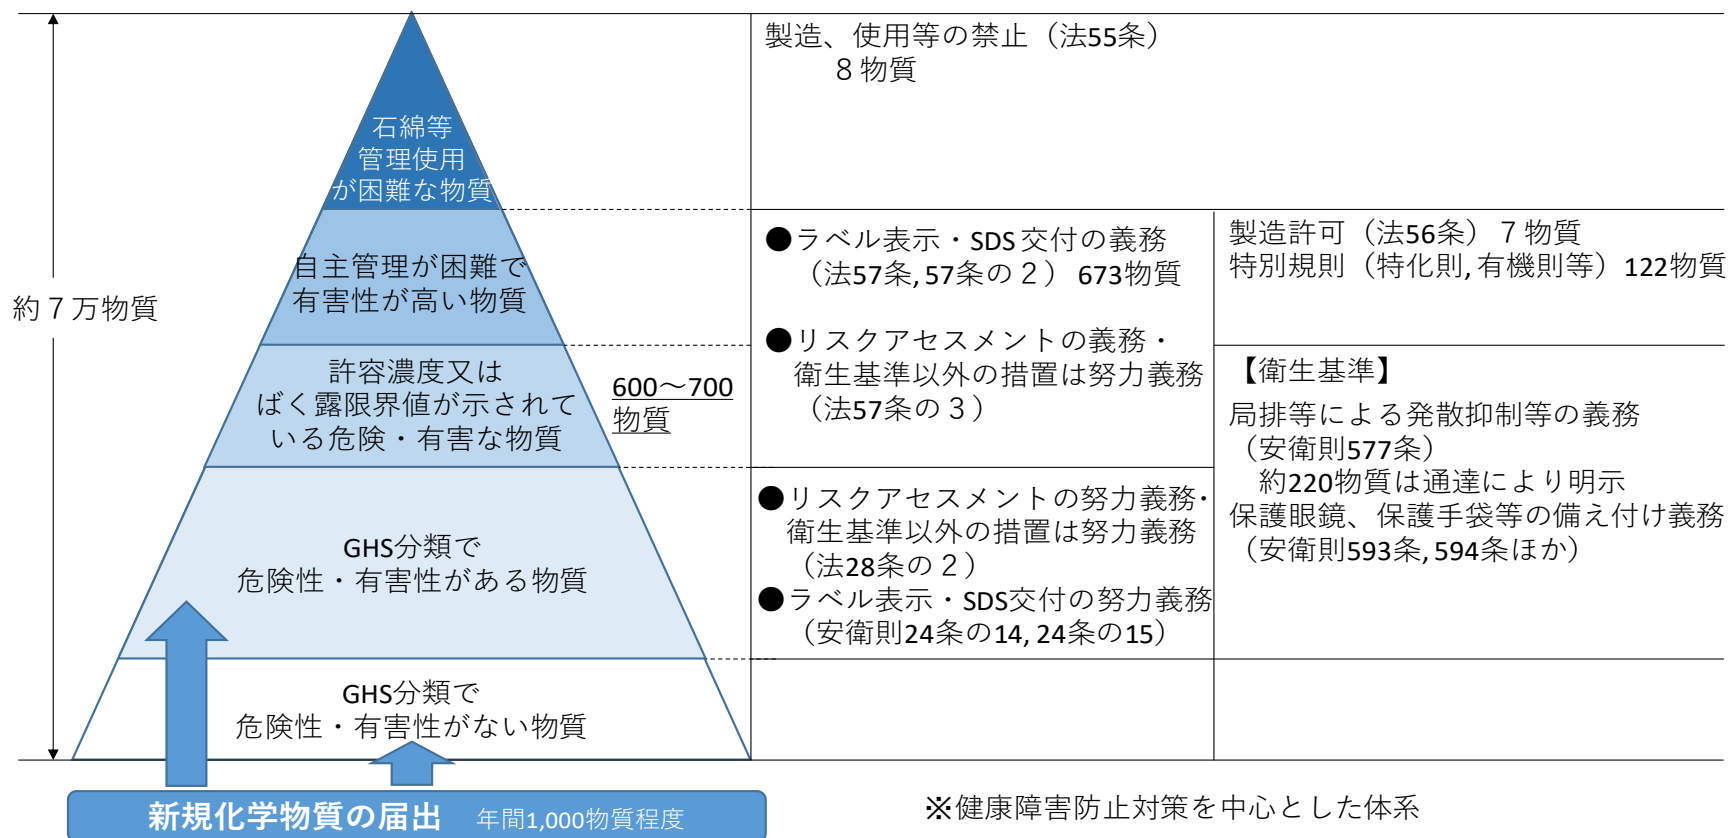 約７万物質
石綿等
管理使用
が困難な物質
自主管理が困難で
有害性が高い物質
許容濃度又は
ばく露限界値が示されて
いる危険・有害な物質
600～700
物質
GHS分類で
危険性・有害性がある物質
GHS分類で
危険性・有害性がない物質
新規化学物質の届出　年間1,000物質程度
製造、使用等の禁止（法55条）
８物質
●ラベル表示・SDS交付の義務
（法57条, 57条の２） 673物質
●リスクアセスメントの義務・
衛生基準以外の措置は努力義務
（法57条の３）
●リスクアセスメントの努力義務・
衛生基準以外の措置は努力義務
（法28条の２）
●ラベル表示・SDS交付の努力義務
（安衛則24条の14, 24条の15）
製造許可（法56条）７物質
特別規則（特化則, 有機則等）122物質
【衛生基準】
局排等による発散抑制等の義務
（安衛則577条）
約220物質は通達により明示
保護眼鏡、保護手袋等の備え付け義務
（安衛則593条, 594条ほか）
※健康障害防止対策を中心とした体系